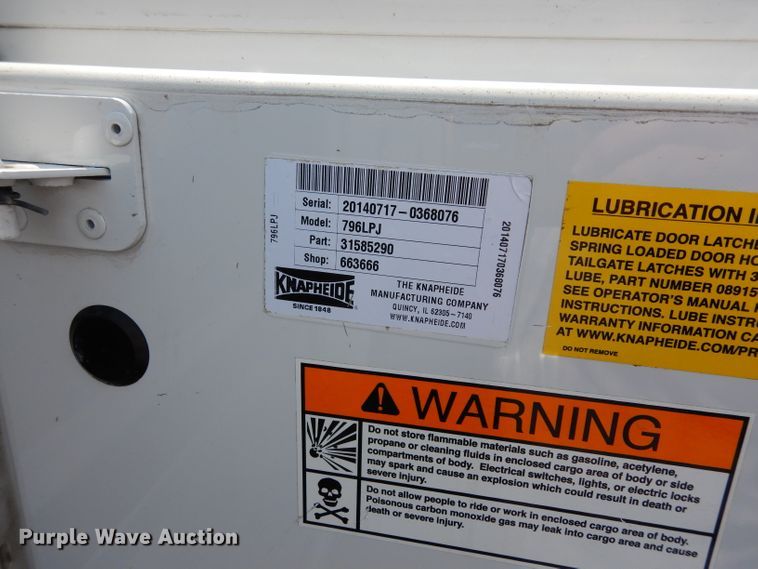 796LPJ
Serial: 20140717-0368076
Model: 796LPJ
Part: 31585290
Shop: 663666
201407170368076
KNAPHEIDE
SINCE 1848
THE KNAPHEIDE
MANUFACTURING COMPANY
QUINCY, IL 62305-7140
WWW.KNAPHEIDE.COM
LUBRICATION I
LUBRICATE DOOR LATCHE
SPRING LOADED DOOR HO
TAILGATE LATCHES WITH 3
LUBE, PART NUMBER 08915
SEE OPERATOR'S MANUAL
INSTRUCTIONS. LUBE INSTRU
WARRANTY INFORMATION CA
AT WWW.KNAPHEIDE.COM/PR
DO NOT REMOVE
WARNING
Do not store flammable materials such as gasoline, acetylene,
propane or cleaning fluids in enclosed cargo area of body or side
compartments of body. Electrical switches, lights, or electric locks
may spark and cause an explosion which could result in death or
severe injury.
Do not allow people to ride or work in enclosed cargo area of body.
Poisonous carbon monoxide gas may leak into cargo area and cause
death or severe injury.
Purple Wave Auction